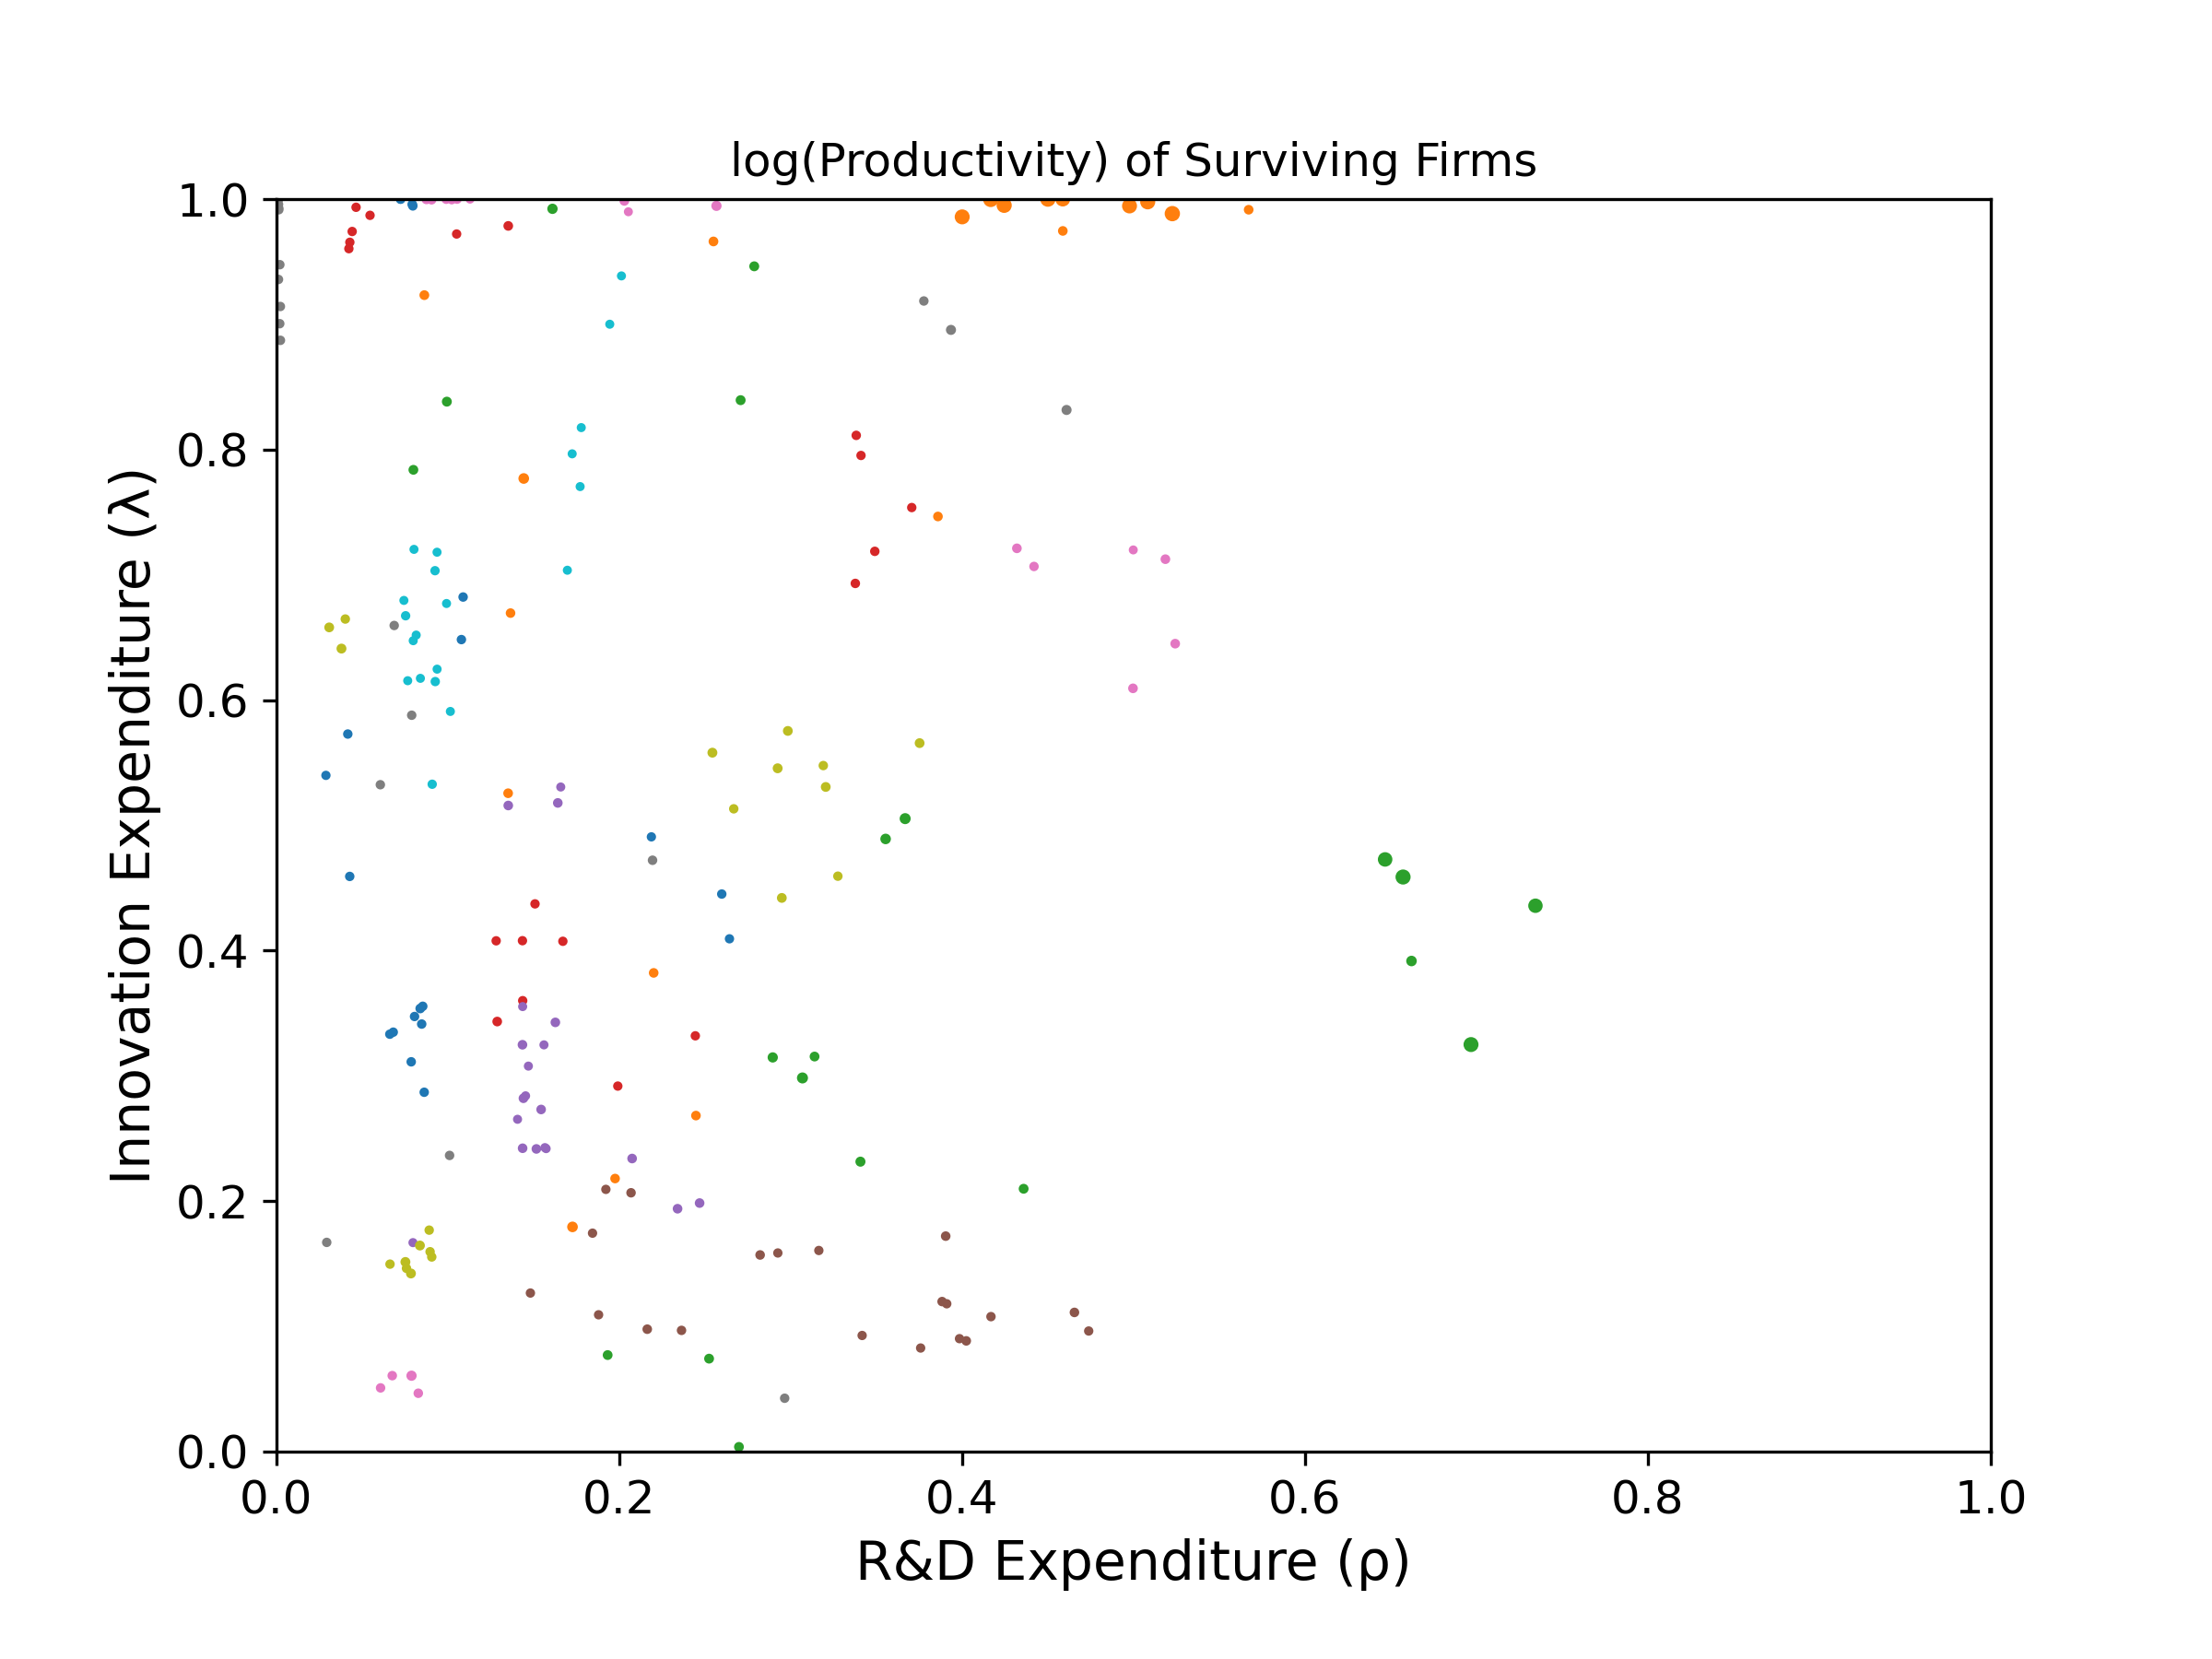 log(Productivity) of Surviving Firms
1.0
0.8
0.6
0.4
0.2
0.0
Innovation Expenditure (λ)
0.0 0.2 0.4 0.6 0.8 1.0
R&D Expenditure (ρ)